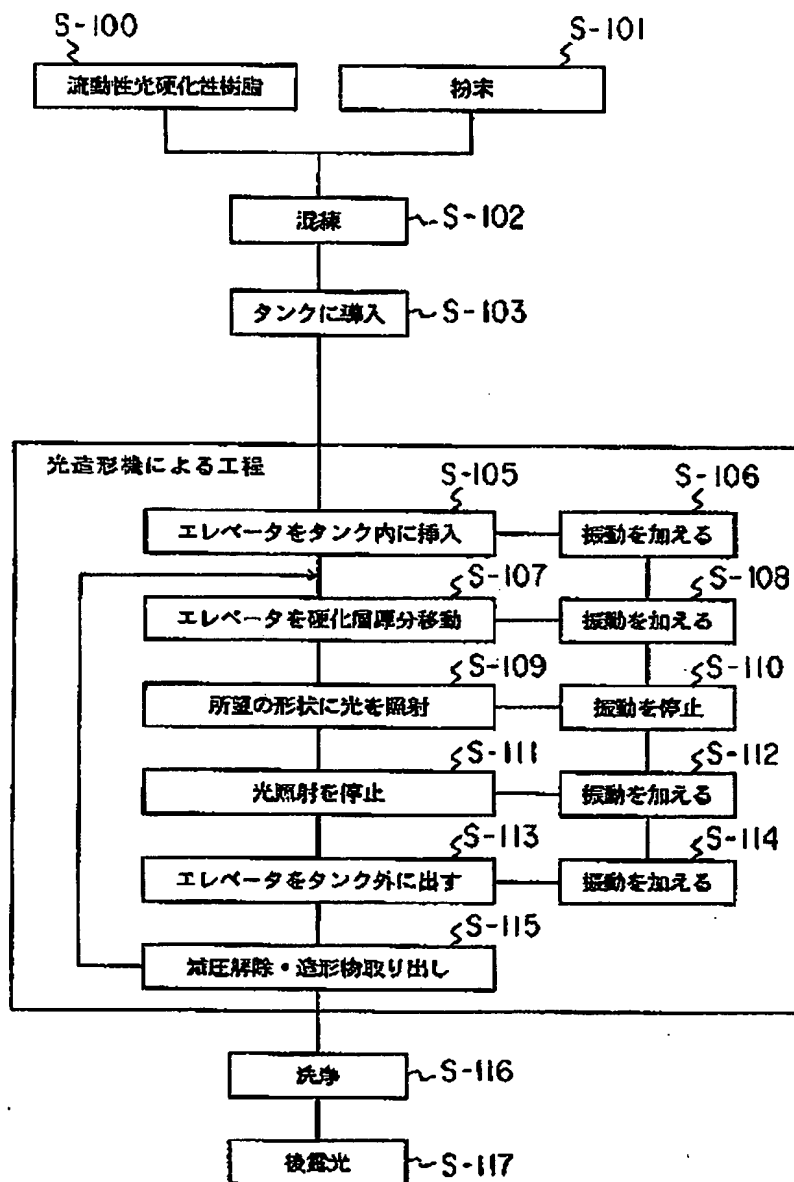 S-100
S-101
流動性光硬化性樹脂
粉末
混練
S-102
タンクに導入
S-103
光造形機による工程
S-105
S-106
エレベータをタンク内に挿入
振動を加える
S-107
S-108
エレベータを硬化層厚分移動
振動を加える
S-109
S-110
所望の形状に光を照射
振動を停止
S-111
S-112
光照射を停止
振動を加える
S-113
S-114
エレベータをタンク外に出す
振動を加える
S-115
減圧解除・造形物取り出し
洗浄
S-116
後露光
S-117